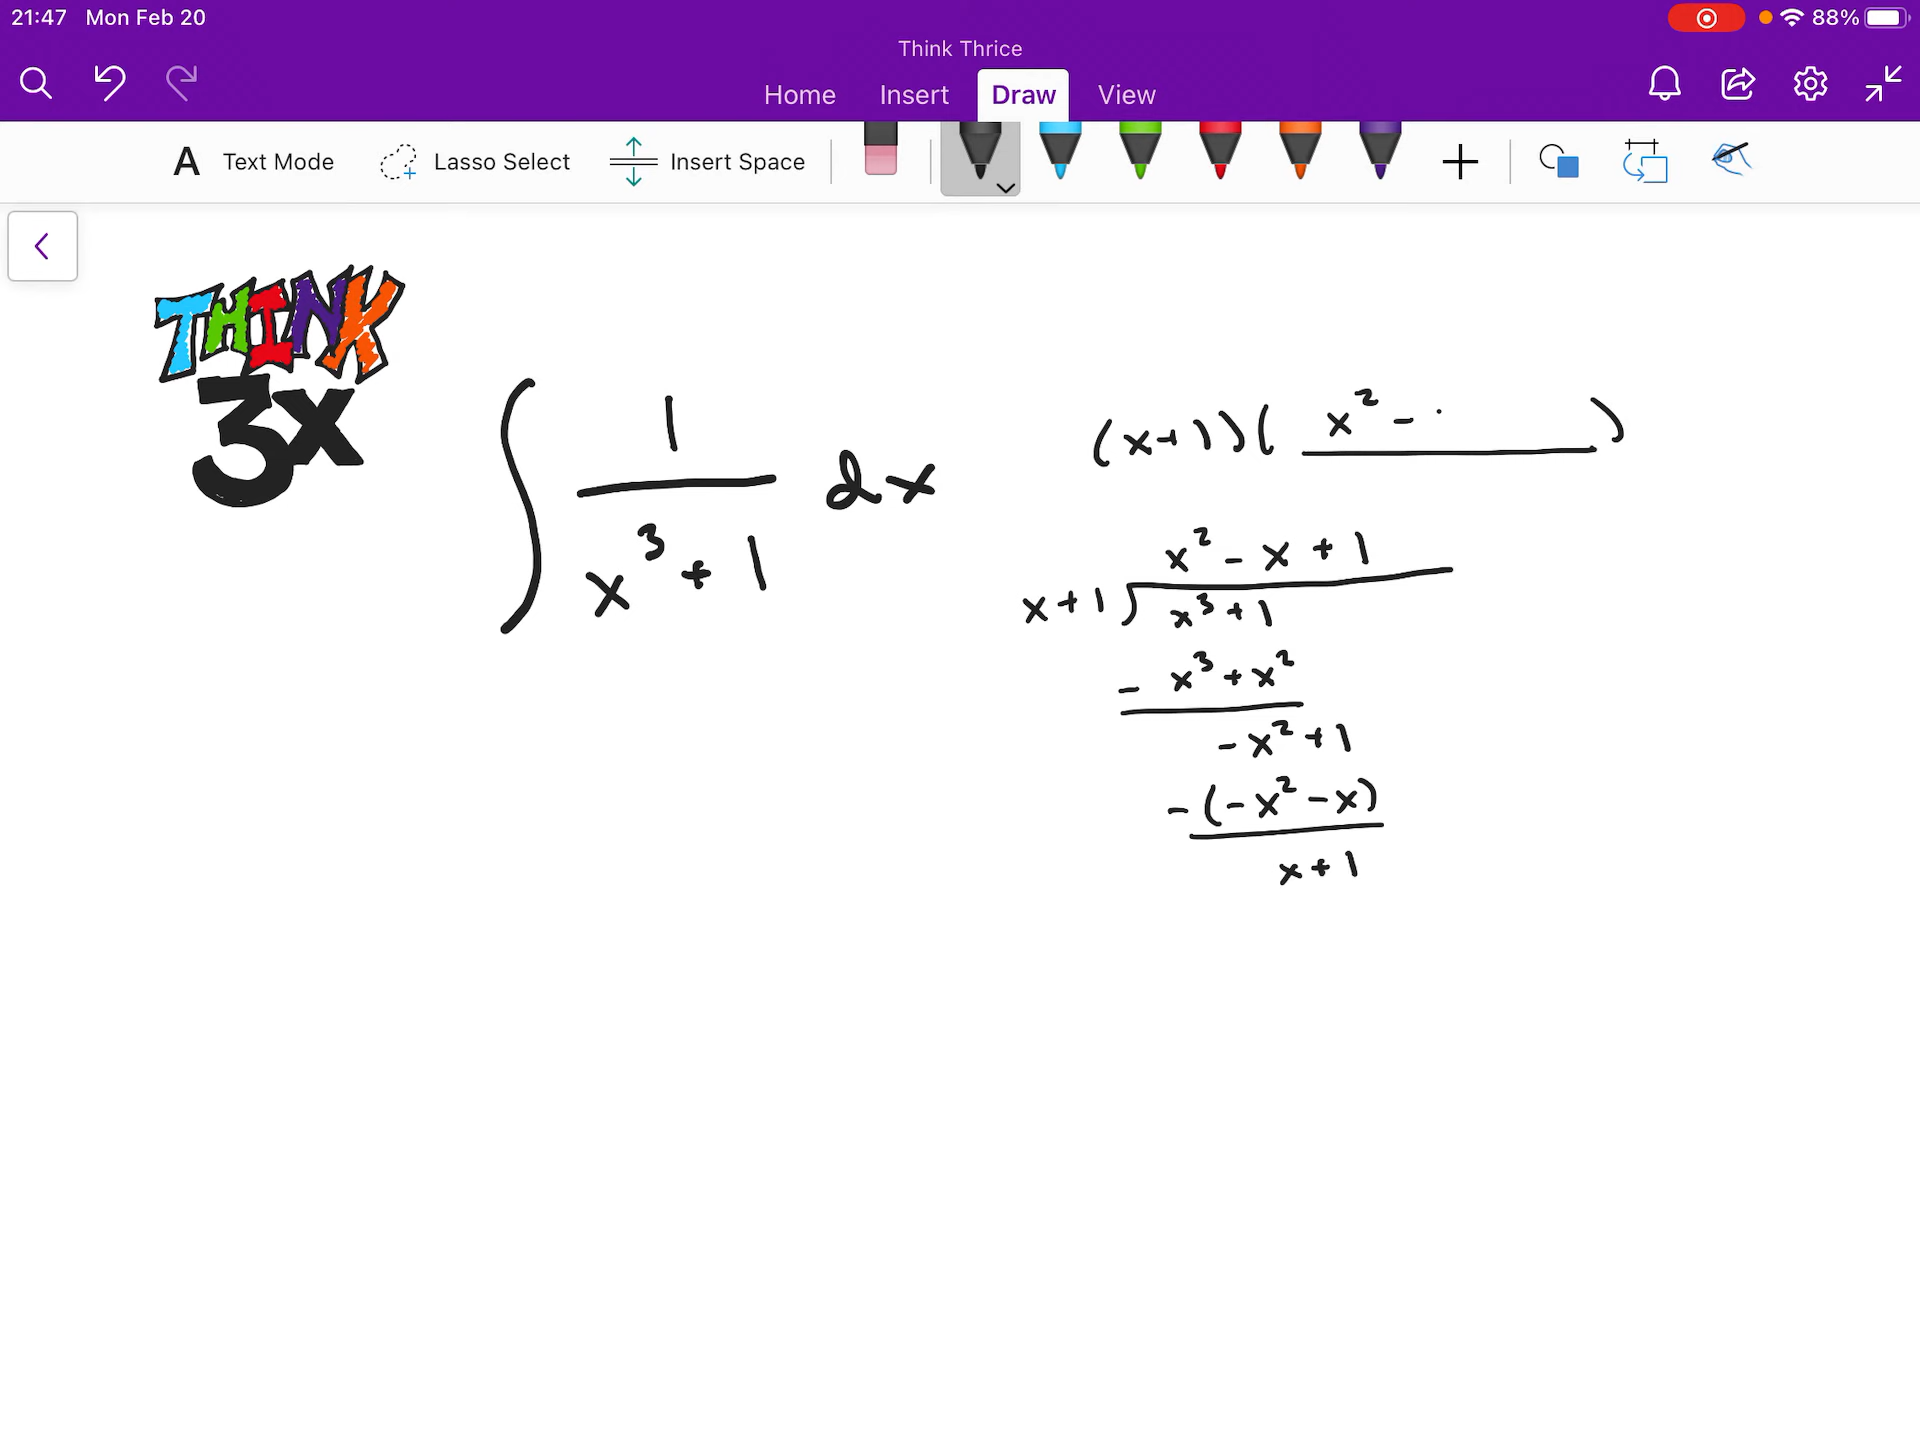 21:47 Mon Feb 20
88%
Think Thrice
Home Insert Draw View
A Text Mode Lasso Select Insert Space
THINK
3x
∫ 1/(x³ + 1) dx
(x+1)( x² - )
x² - x + 1
x+1 ) x³ + 1
- x³ + x²
-x² + 1
-(-x² - x)
x + 1